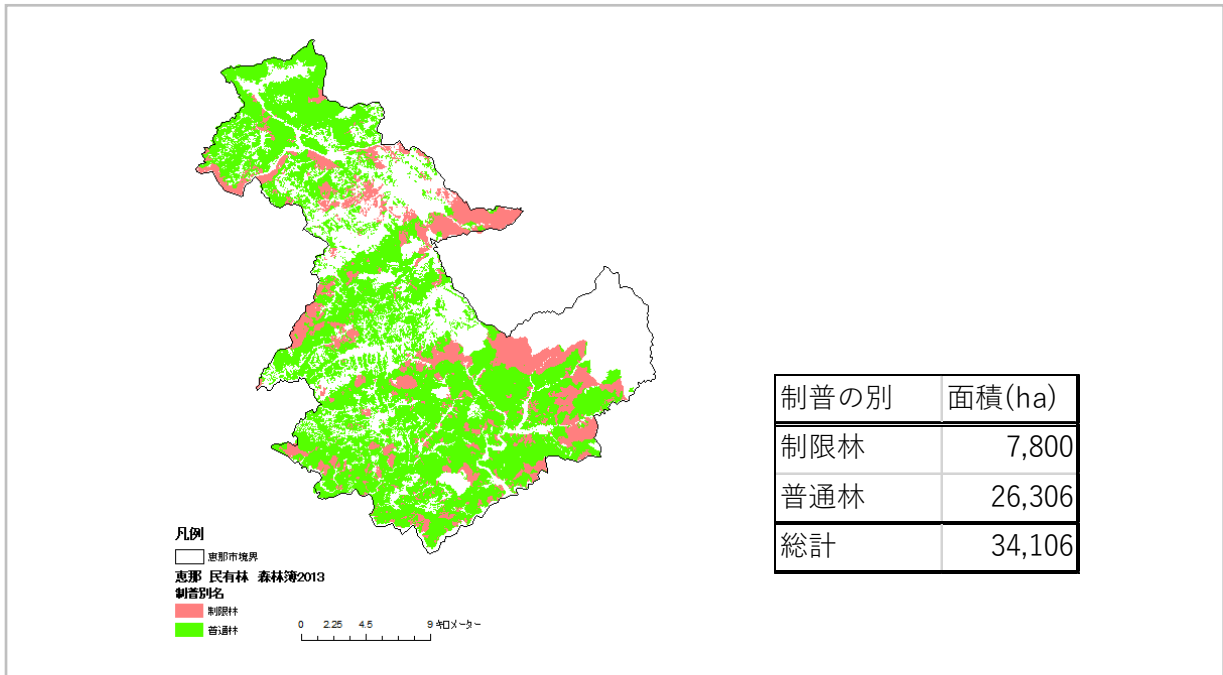 制普の別 面積(ha)
制限林 7,800
普通林 26,306
総計 34,106
凡例
恵那市境界
恵那 民有林 森林簿2013
制普別名
制限林
普通林
0 2.25 4.5 9 キロメーター